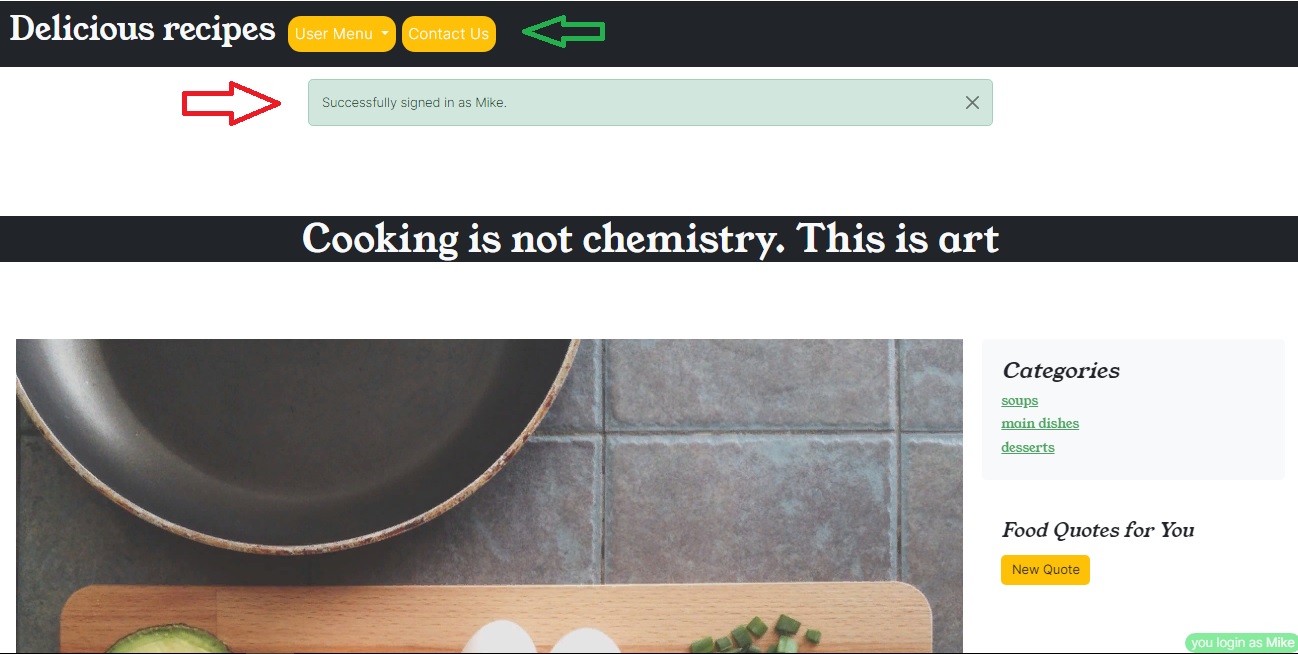 Delicious recipes
User Menu
Contact Us
Successfully signed in as Mike.
Cooking is not chemistry. This is art
Categories
soups
main dishes
desserts
Food Quotes for You
New Quote
you login as Mike